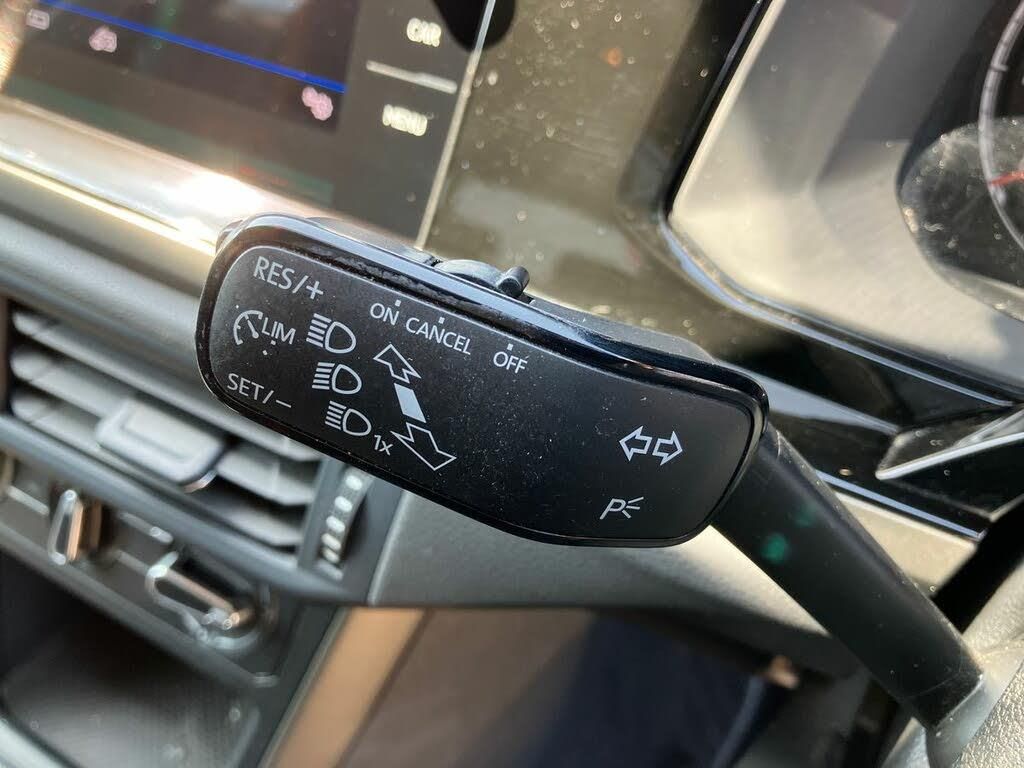 CAR
MENU
RES/+
ON CANCEL OFF
LIM
SET/−
1x
P